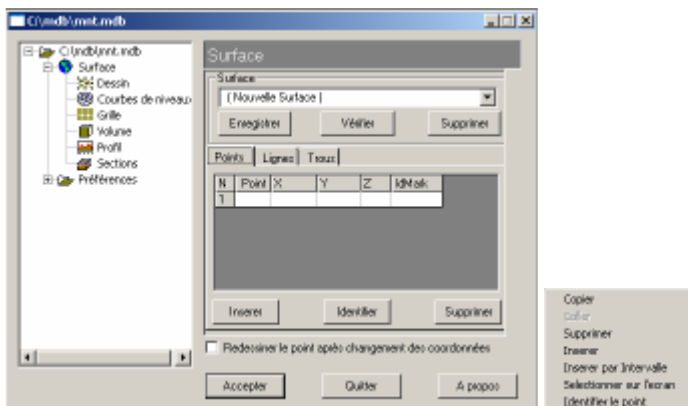 C:\mdb\mnt.mdb
C:\mdb\mnt.mdb
Surface
Dessin
Courbes de niveaux
Grille
Volume
Profil
Sections
Préférences
Surface
Surface
( Nouvelle Surface )
Enregistrer Vérifier Supprimer
Points Lignes Trous
N Point X Y Z IdMark
1
Inserer Identifier Supprimer
Redessiner le point après changement des coordonnées
Accepter Quitter A propos
Copier
Coller
Supprimer
Inserer
Inserer par Intervalle
Selectionner sur l'ecran
Identifier le point